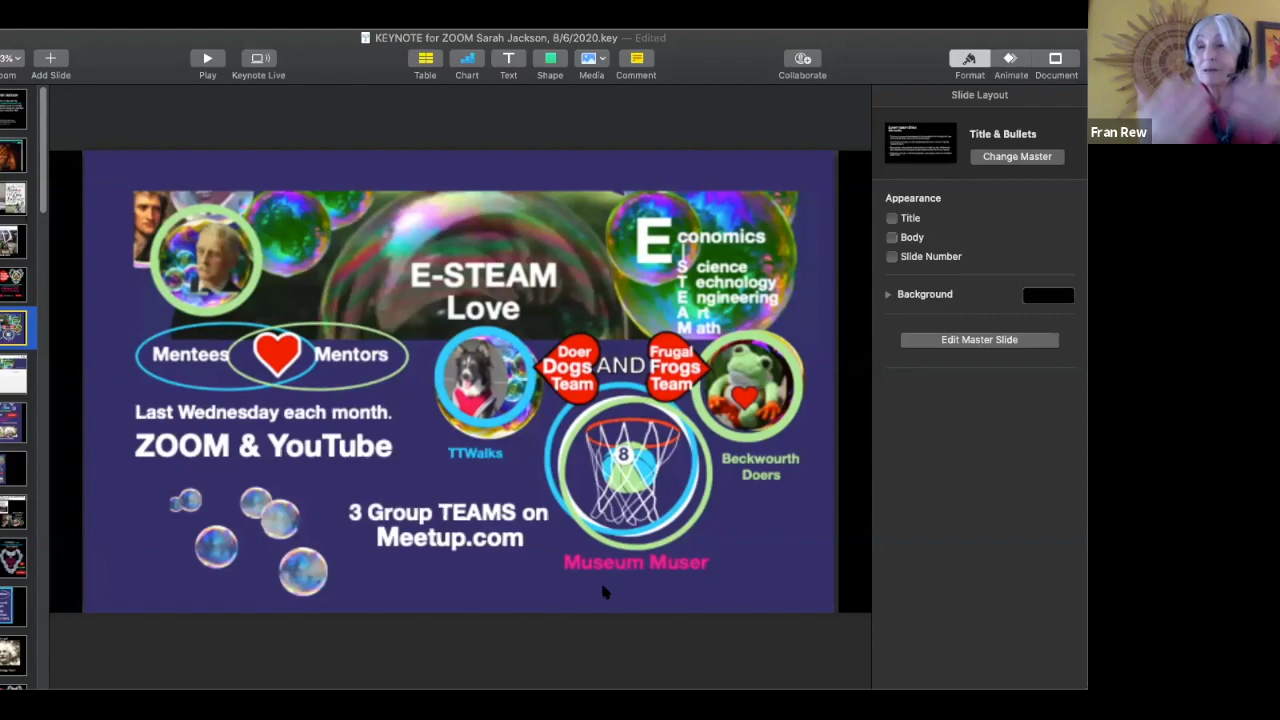 KEYNOTE for ZOOM Sarah Jackson, 8/6/2020.key — Edited
3%
Add Slide
Play
Keynote Live
Table
Chart
Text
Shape
Media
Comment
Collaborate
Format
Animate
Document
Slide Layout
Title & Bullets
Change Master
Appearance
Title
Body
Slide Number
Background
Edit Master Slide
Fran Rew
E-STEAM
Love
Economics
Science
Technology
Engineering
Art
Math
Mentees
Mentors
Doer
Dogs
Team
AND
Frugal
Frogs
Team
Last Wednesday each month.
ZOOM & YouTube
TTWalks
8
Beckwourth
Doers
3 Group TEAMS on
Meetup.com
Museum Muser